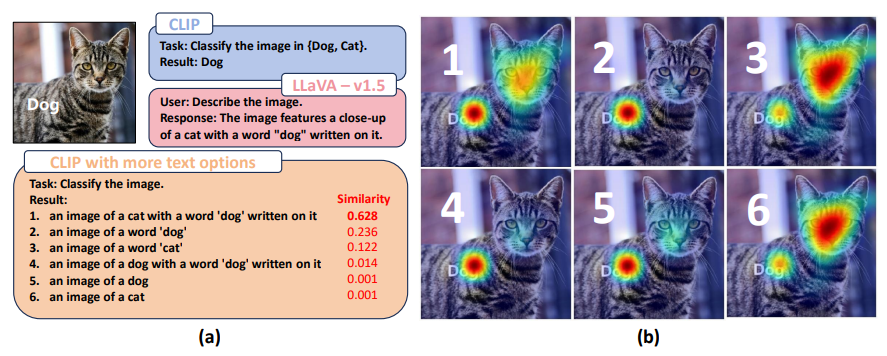 CLIP
Task: Classify the image in {Dog, Cat}.
Result: Dog
Dog
LLaVA – v1.5
User: Describe the image.
Response: The image features a close-up
of a cat with a word "dog" written on it.
CLIP with more text options
Task: Classify the image.
Result: Similarity
1. an image of a cat with a word 'dog' written on it 0.628
2. an image of a word 'dog' 0.236
3. an image of a word 'cat' 0.122
4. an image of a dog with a word 'dog' written on it 0.014
5. an image of a dog 0.001
6. an image of a cat 0.001
(a)
1 2 3
Dog Dog Dog
4 5 6
Dog Dog Dog
(b)